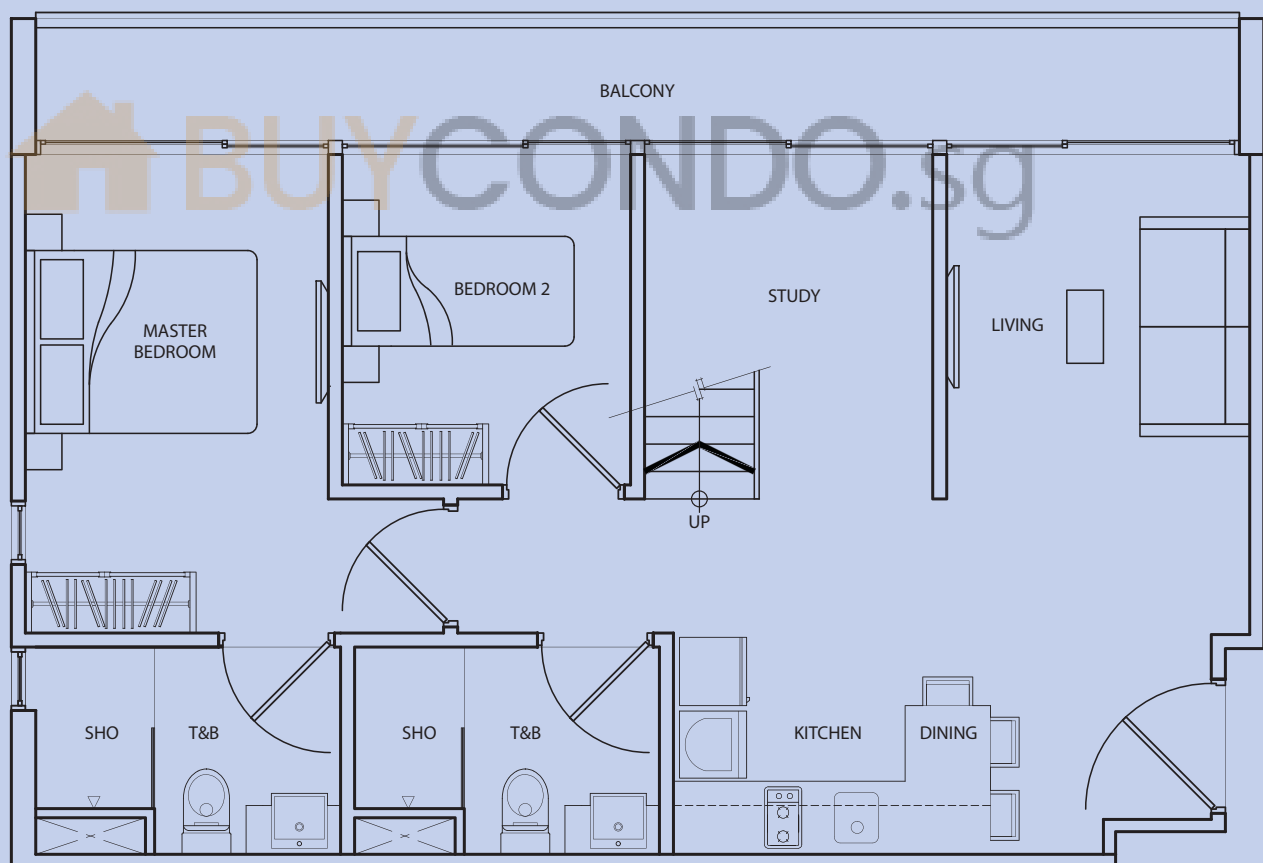 BALCONY
BUYCONDO.sg
BEDROOM 2
STUDY
MASTER
BEDROOM
LIVING
UP
SHO
T&B
SHO
T&B
KITCHEN
DINING